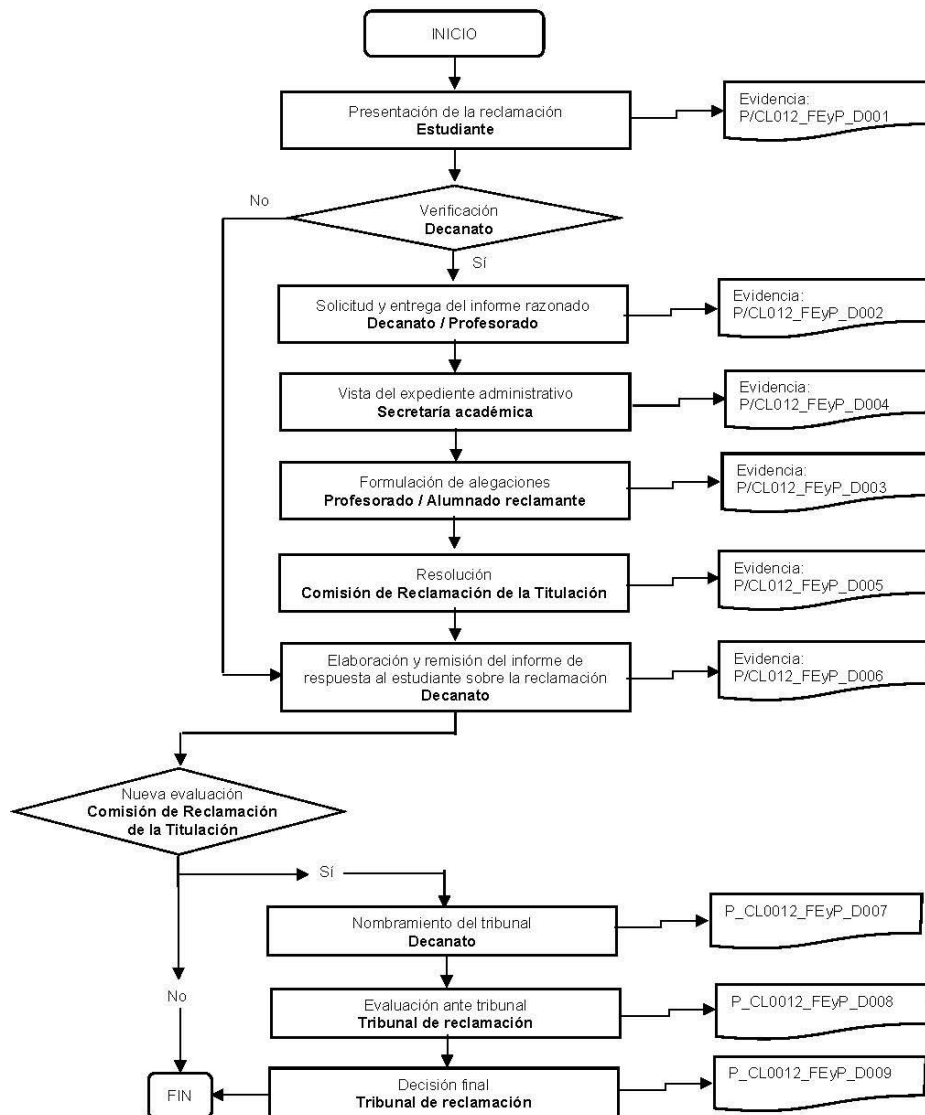 INICIO
Presentación de la reclamación
Estudiante
Evidencia:
P/CL012_FEyP_D001
No
Verificación
Decanato
Sí
Solicitud y entrega del informe razonado
Decanato / Profesorado
Evidencia:
P/CL012_FEyP_D002
Vista del expediente administrativo
Secretaría académica
Evidencia:
P/CL012_FEyP_D004
Formulación de alegaciones
Profesorado / Alumnado reclamante
Evidencia:
P/CL012_FEyP_D003
Resolución
Comisión de Reclamación de la Titulación
Evidencia:
P/CL012_FEyP_D005
Elaboración y remisión del informe de
respuesta al estudiante sobre la reclamación
Decanato
Evidencia:
P/CL012_FEyP_D006
Nueva evaluación
Comisión de Reclamación
de la Titulación
Sí
Nombramiento del tribunal
Decanato
P_CL0012_FEyP_D007
No
Evaluación ante tribunal
Tribunal de reclamación
P_CL0012_FEyP_D008
FIN
Decisión final
Tribunal de reclamación
P_CL0012_FEyP_D009